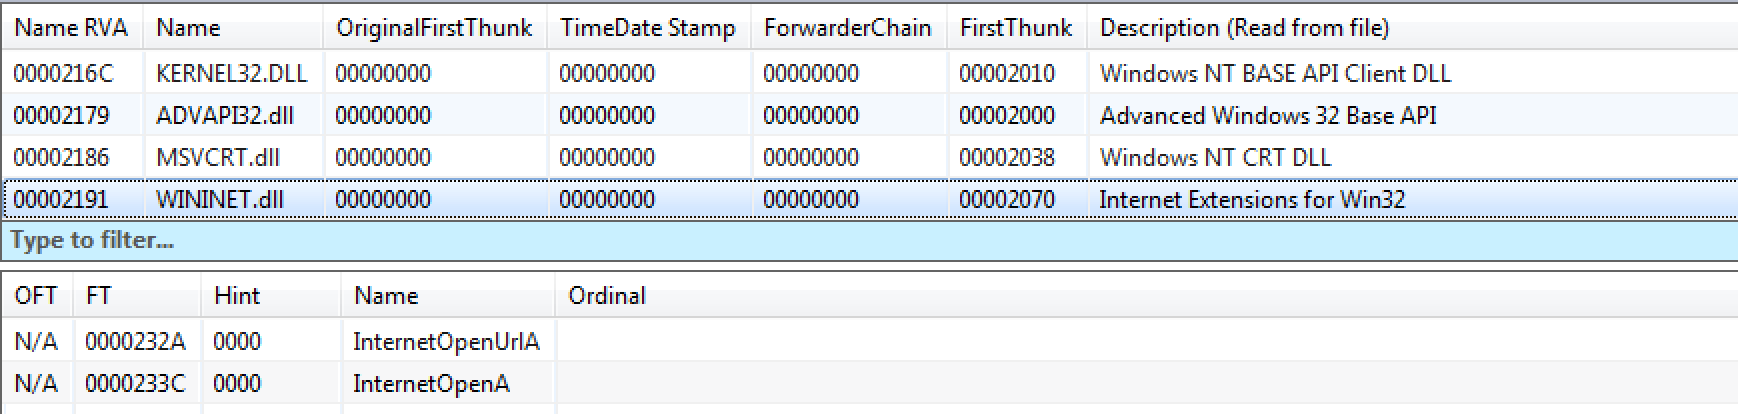 Name RVA Name OriginalFirstThunk TimeDate Stamp ForwarderChain FirstThunk Description (Read from file)
0000216C KERNEL32.DLL 00000000 00000000 00000000 00002010 Windows NT BASE API Client DLL
00002179 ADVAPI32.dll 00000000 00000000 00000000 00002000 Advanced Windows 32 Base API
00002186 MSVCRT.dll 00000000 00000000 00000000 00002038 Windows NT CRT DLL
00002191 WININET.dll 00000000 00000000 00000000 00002070 Internet Extensions for Win32
Type to filter...
OFT FT Hint Name Ordinal
N/A 0000232A 0000 InternetOpenUrlA
N/A 0000233C 0000 InternetOpenA